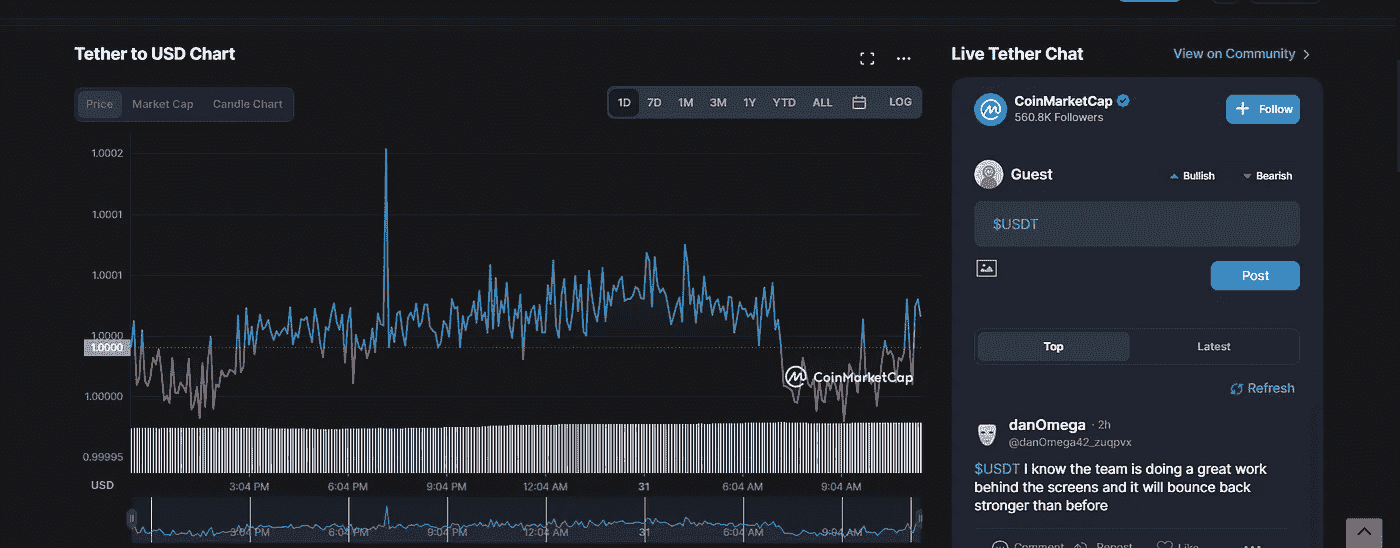 Tether to USD Chart
Price Market Cap Candle Chart
1D 7D 1M 3M 1Y YTD ALL LOG
1.0002
1.0001
1.0001
1.0000
1.0000
1.00000
0.99995
CoinMarketCap
USD
3:04 PM 6:04 PM 9:04 PM 12:04 AM 31 6:04 AM 9:04 AM
3:04 PM 6:04 PM 9:04 PM 12:04 AM 31 6:04 AM 9:04 AM
Live Tether Chat
View on Community
CoinMarketCap
560.8K Followers
Follow
Guest
Bullish
Bearish
$USDT
Post
Top
Latest
Refresh
danOmega · 2h
@danOmega42_zuqpvx
$USDT I know the team is doing a great work
behind the screens and it will bounce back
stronger than before
Comment Repost Like